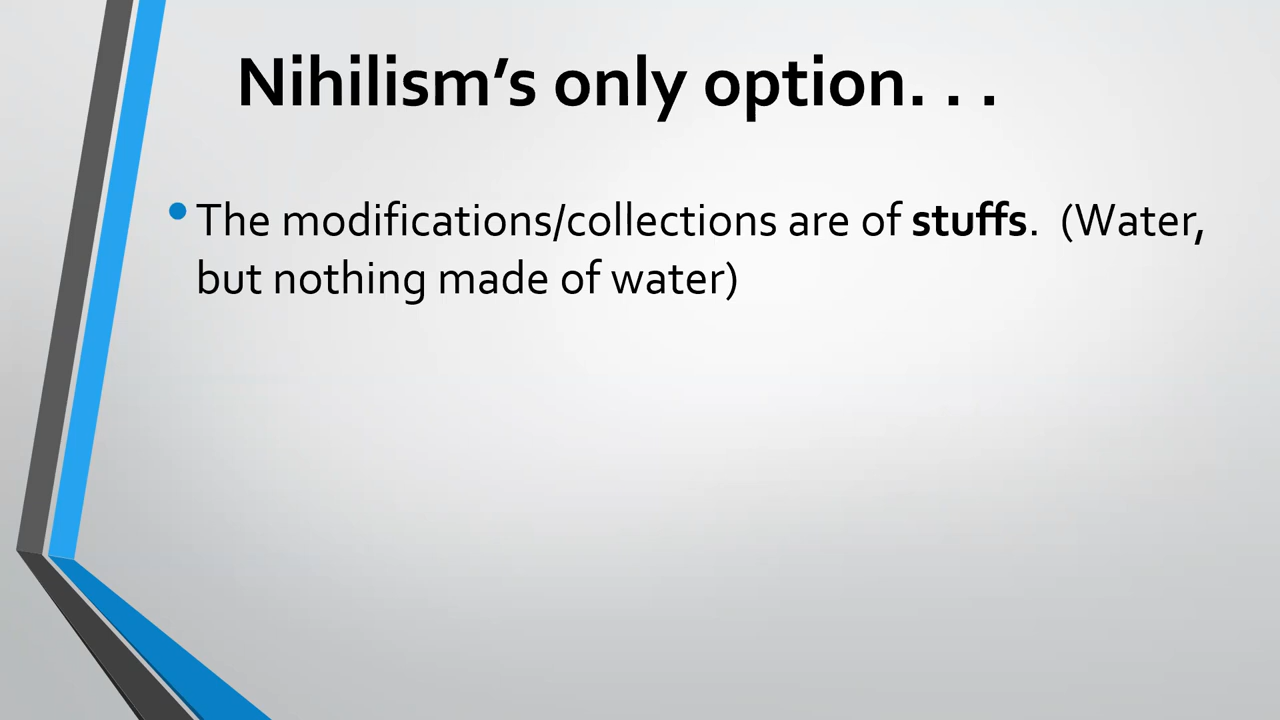 Nihilism’s only option. . .
• The modifications/collections are of stuffs.  (Water,
but nothing made of water)